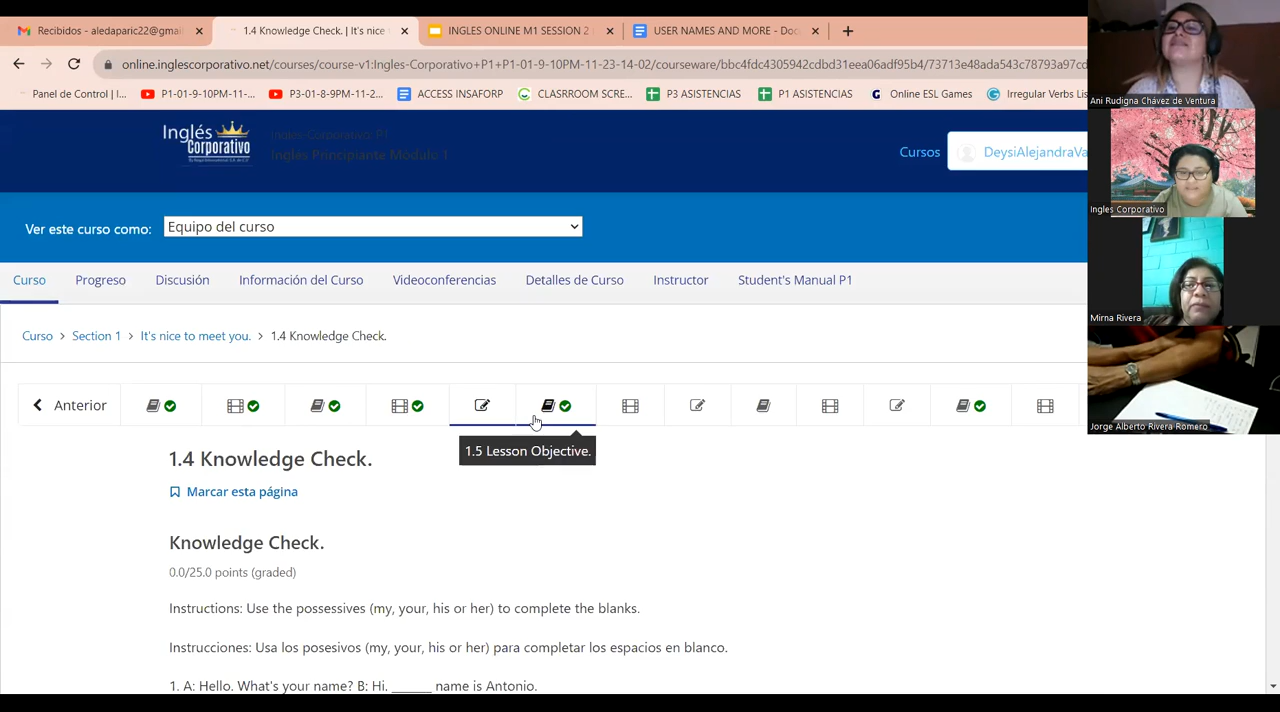 Recibidos - aledaparic22@gmail
1.4 Knowledge Check. | It's nice
INGLES ONLINE M1 SESSION 2
USER NAMES AND MORE - Doc
online.inglescorporativo.net/courses/course-v1:Ingles-Corporativo+P1+P1-01-9-10PM-11-23-14-02/courseware/bbc4fdc4305942cdbd31eea06adf95b4/73713e48ada543c78793a97cd
Panel de Control | I...
P1-01-9-10PM-11-...
P3-01-8-9PM-11-2...
ACCESS INSAFORP
CLASRROOM SCRE...
P3 ASISTENCIAS
P1 ASISTENCIAS
Online ESL Games
Irregular Verbs Lis
Inglés
Corporativo
Ingles-Corporativo P1
Inglés Principiante Módulo 1
Cursos
DeysiAlejandraVa
Ver este curso como:
Equipo del curso
Curso
Progreso
Discusión
Información del Curso
Videoconferencias
Detalles de Curso
Instructor
Student's Manual P1
Curso > Section 1 > It's nice to meet you. > 1.4 Knowledge Check.
Anterior
1.5 Lesson Objective.
1.4 Knowledge Check.
Marcar esta página
Knowledge Check.
0.0/25.0 points (graded)
Instructions: Use the possessives (my, your, his or her) to complete the blanks.
Instrucciones: Usa los posesivos (my, your, his or her) para completar los espacios en blanco.
1. A: Hello. What's your name? B: Hi. ______ name is Antonio.
Ani Rudigna Chávez de Ventura
Ingles Corporativo
Mirna Rivera
Jorge Alberto Rivera Romero